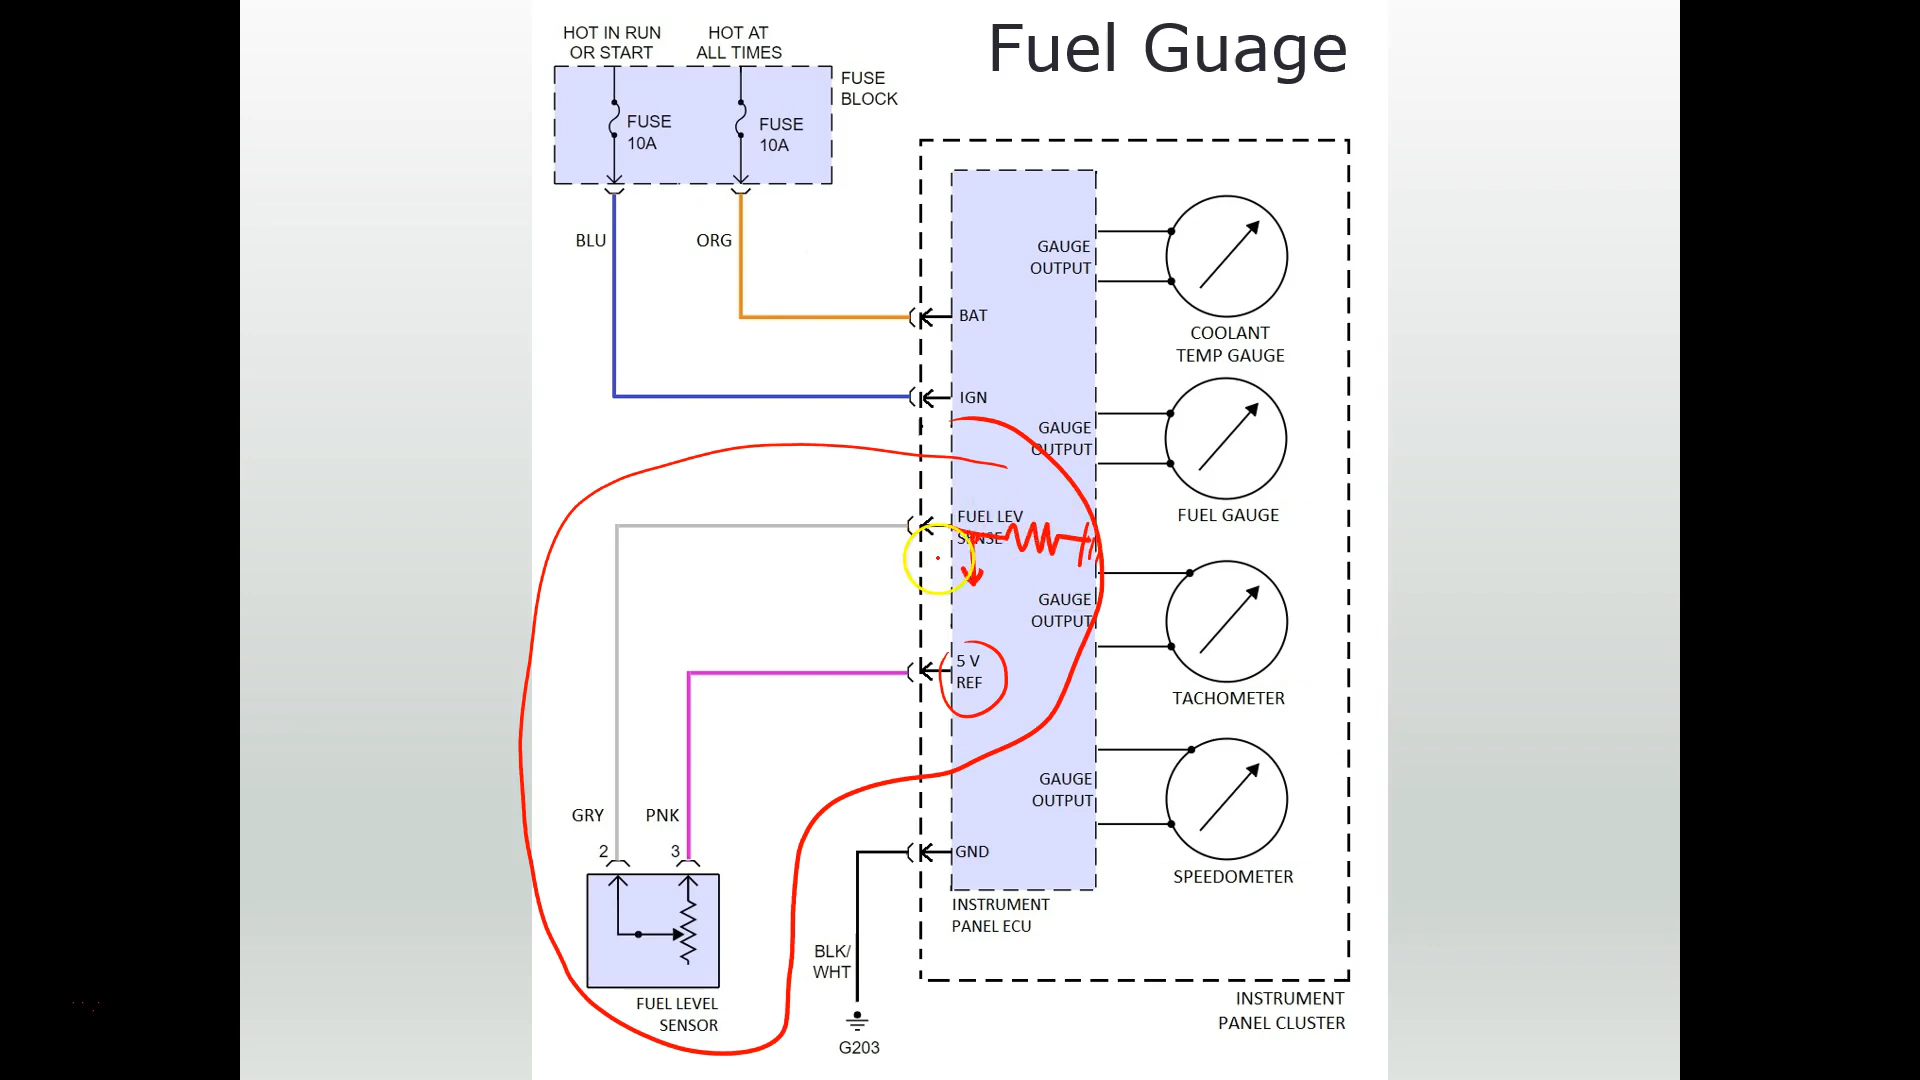 Fuel Guage
HOT IN RUN
OR START
HOT AT
ALL TIMES
FUSE
BLOCK
FUSE
10A
FUSE
10A
BLU
ORG
BAT
IGN
FUEL LEV
SENSE
5 V
REF
GND
GAUGE
OUTPUT
COOLANT
TEMP GAUGE
GAUGE
OUTPUT
FUEL GAUGE
GAUGE
OUTPUT
TACHOMETER
GAUGE
OUTPUT
SPEEDOMETER
GRY
PNK
2
3
FUEL LEVEL
SENSOR
BLK/
WHT
G203
INSTRUMENT
PANEL ECU
INSTRUMENT
PANEL CLUSTER